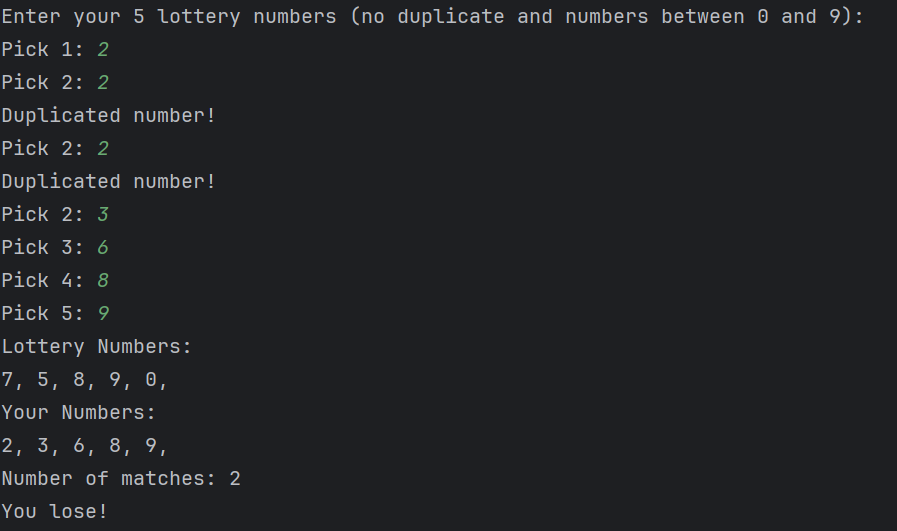 Enter your 5 lottery numbers (no duplicate and numbers between 0 and 9):
Pick 1: 2
Pick 2: 2
Duplicated number!
Pick 2: 2
Duplicated number!
Pick 2: 3
Pick 3: 6
Pick 4: 8
Pick 5: 9
Lottery Numbers:
7, 5, 8, 9, 0,
Your Numbers:
2, 3, 6, 8, 9,
Number of matches: 2
You lose!